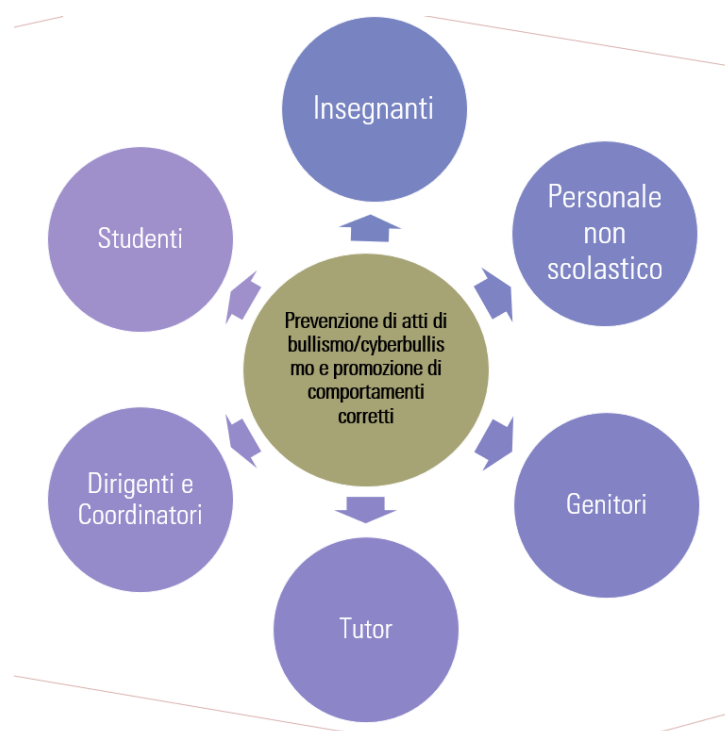 Insegnanti
Personale
non
scolastico
Studenti
Prevenzione di atti di
bullismo/cyberbullis
mo e promozione di
comportamenti
corretti
Dirigenti e
Coordinatori
Genitori
Tutor